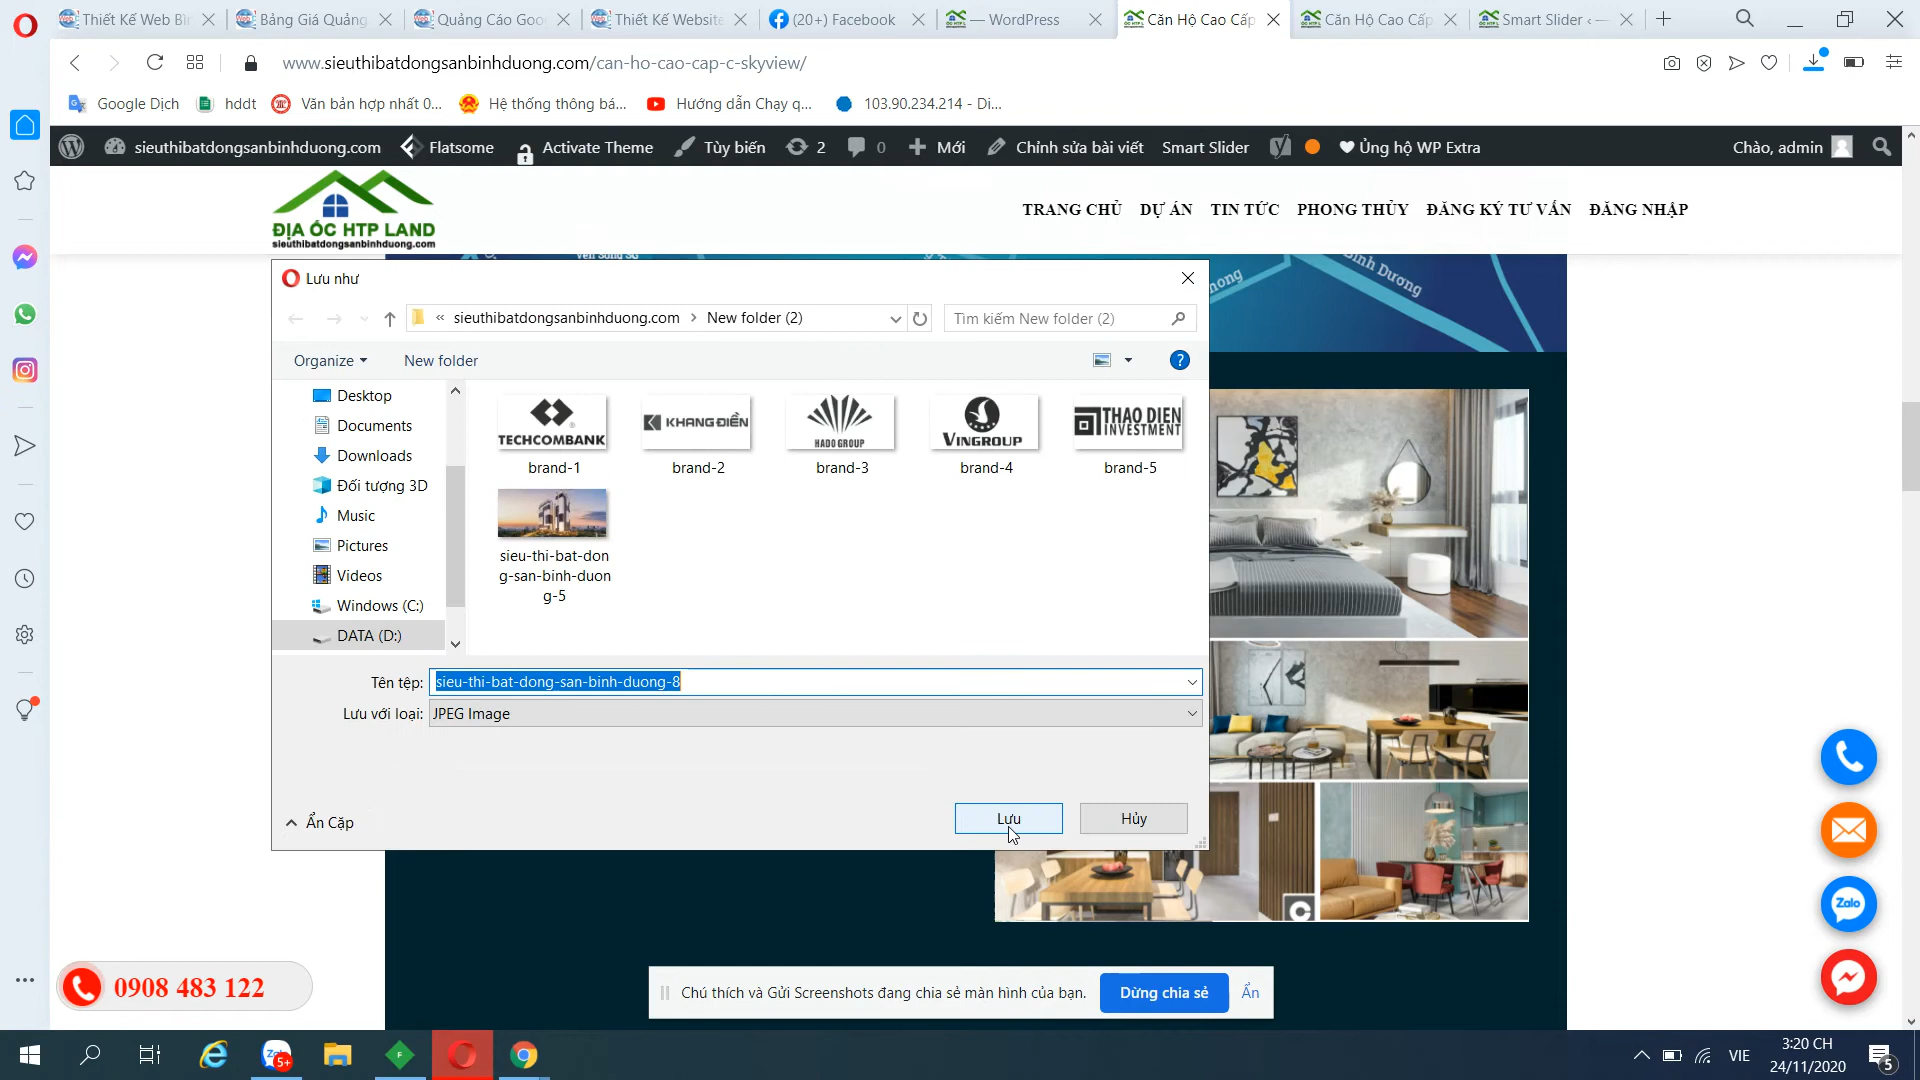 Thiết Kế Web Bì
Bảng Giá Quảng
Quảng Cáo Goo
Thiết Kế Website
(20+) Facebook
— WordPress
Căn Hộ Cao Cấp
Căn Hộ Cao Cấp
Smart Slider ‹ —
www.sieuthibatdongsanbinhduong.com/can-ho-cao-cap-c-skyview/
Google Dịch
hddt
Văn bản hợp nhất 0...
Hệ thống thông bá...
Hướng dẫn Chạy q...
103.90.234.214 - Di...
sieuthibatdongsanbinhduong.com
Flatsome
Activate Theme
Tùy biến
2
0
Mới
Chỉnh sửa bài viết
Smart Slider
Ủng hộ WP Extra
Chào, admin
ĐỊA ỐC HTP LAND
sieuthibatdongsanbinhduong.com
TRANG CHỦ
DỰ ÁN
TIN TỨC
PHONG THỦY
ĐĂNG KÝ TƯ VẤN
ĐĂNG NHẬP
Ven Sông SG
hong
Bình Dương
Lưu như
« sieuthibatdongsanbinhduong.com > New folder (2)
Tìm kiếm New folder (2)
Organize
New folder
Desktop
Documents
Downloads
Đối tượng 3D
Music
Pictures
Videos
Windows (C:)
DATA (D:)
TECHCOMBANK
brand-1
KHANG ĐIỀN
brand-2
HADO GROUP
brand-3
VINGROUP
brand-4
THAO DIEN
INVESTMENT
brand-5
sieu-thi-bat-don
g-san-binh-duon
g-5
Tên tệp:
sieu-thi-bat-dong-san-binh-duong-8
Lưu với loại:
JPEG Image
Ẩn Cặp
Lưu
Hủy
Zalo
0908 483 122
Chú thích và Gửi Screenshots đang chia sẻ màn hình của bạn.
Dừng chia sẻ
Ẩn
5+
VIE
3:20 CH
24/11/2020
5